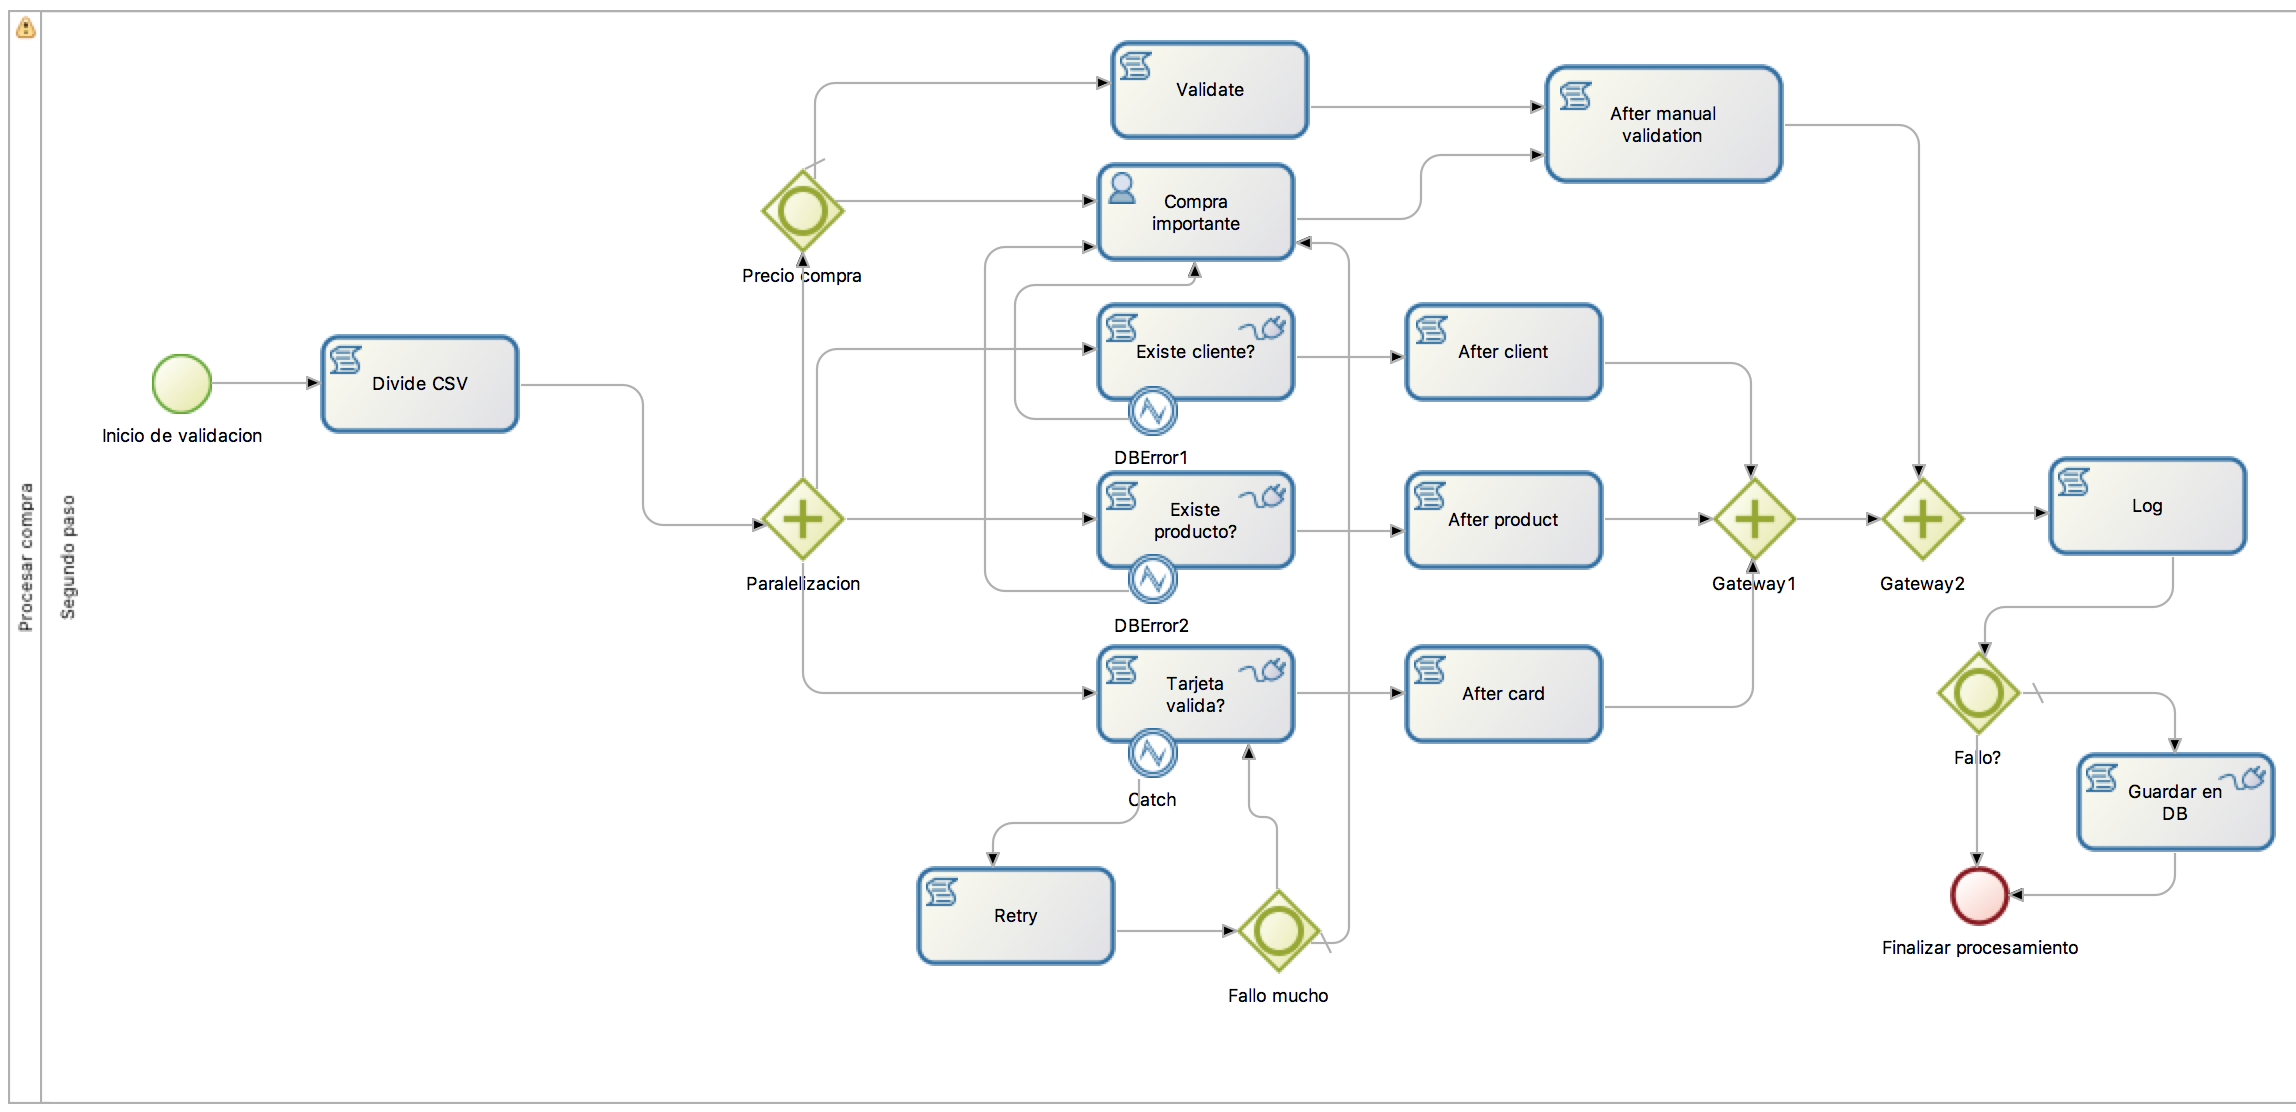 Procesar compra
Segundo paso
Inicio de validacion
Divide CSV
Precio compra
Paralelizacion
Validate
Compra
importante
Existe cliente?
DBError1
Existe
producto?
DBError2
Tarjeta
valida?
Catch
Retry
Fallo mucho
After manual
validation
After client
After product
After card
Gateway1
Gateway2
Log
Fallo?
Guardar en
DB
Finalizar procesamiento